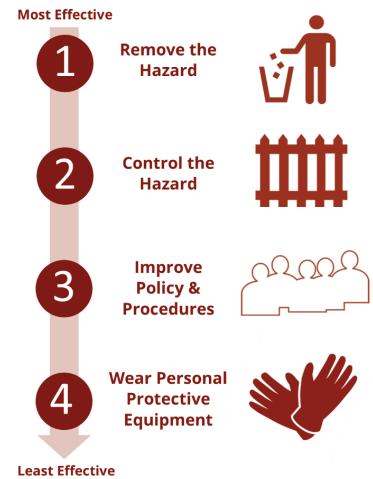 Most Effective
1
Remove the
Hazard
2
Control the
Hazard
3
Improve
Policy &
Procedures
4
Wear Personal
Protective
Equipment
Least Effective